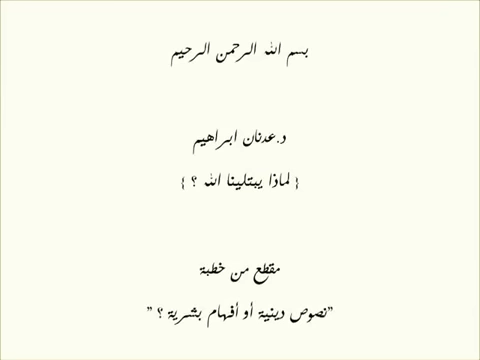 بسم الله الرحمن الرحيم
د.عدنان ابراهيم
{ لماذا يبتلينا الله ؟ }
مقطع من خطبة
"نصوص دينية أو أفهام بشرية ؟ "